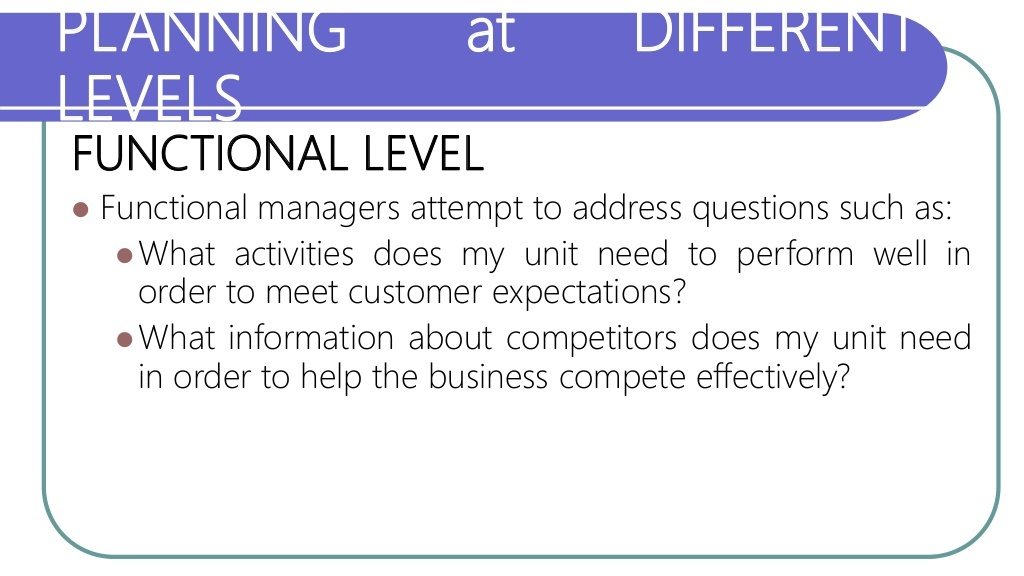 PLANNING at DIFFERENT
LEVELS
FUNCTIONAL LEVEL
Functional managers attempt to address questions such as:
What activities does my unit need to perform well in
order to meet customer expectations?
What information about competitors does my unit need
in order to help the business compete effectively?